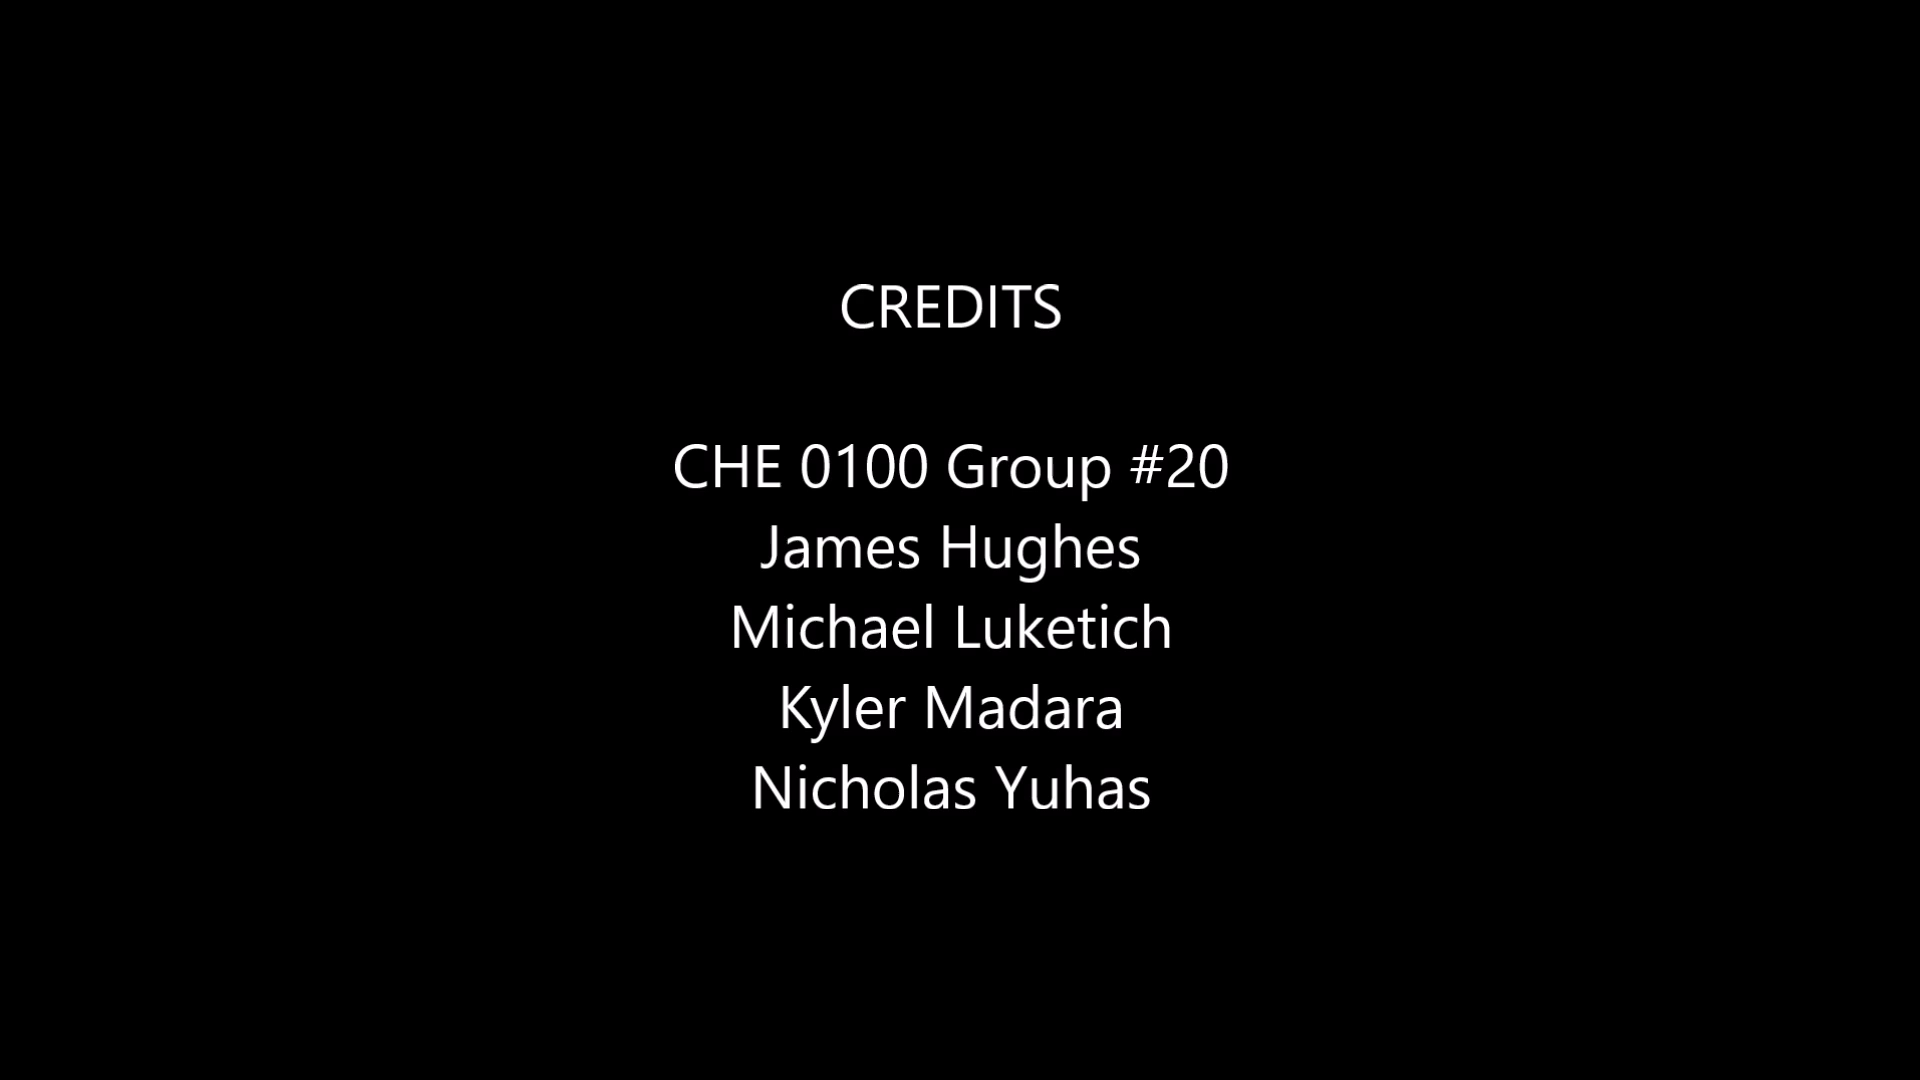 CREDITS
CHE 0100 Group #20
James Hughes
Michael Luketich
Kyler Madara
Nicholas Yuhas